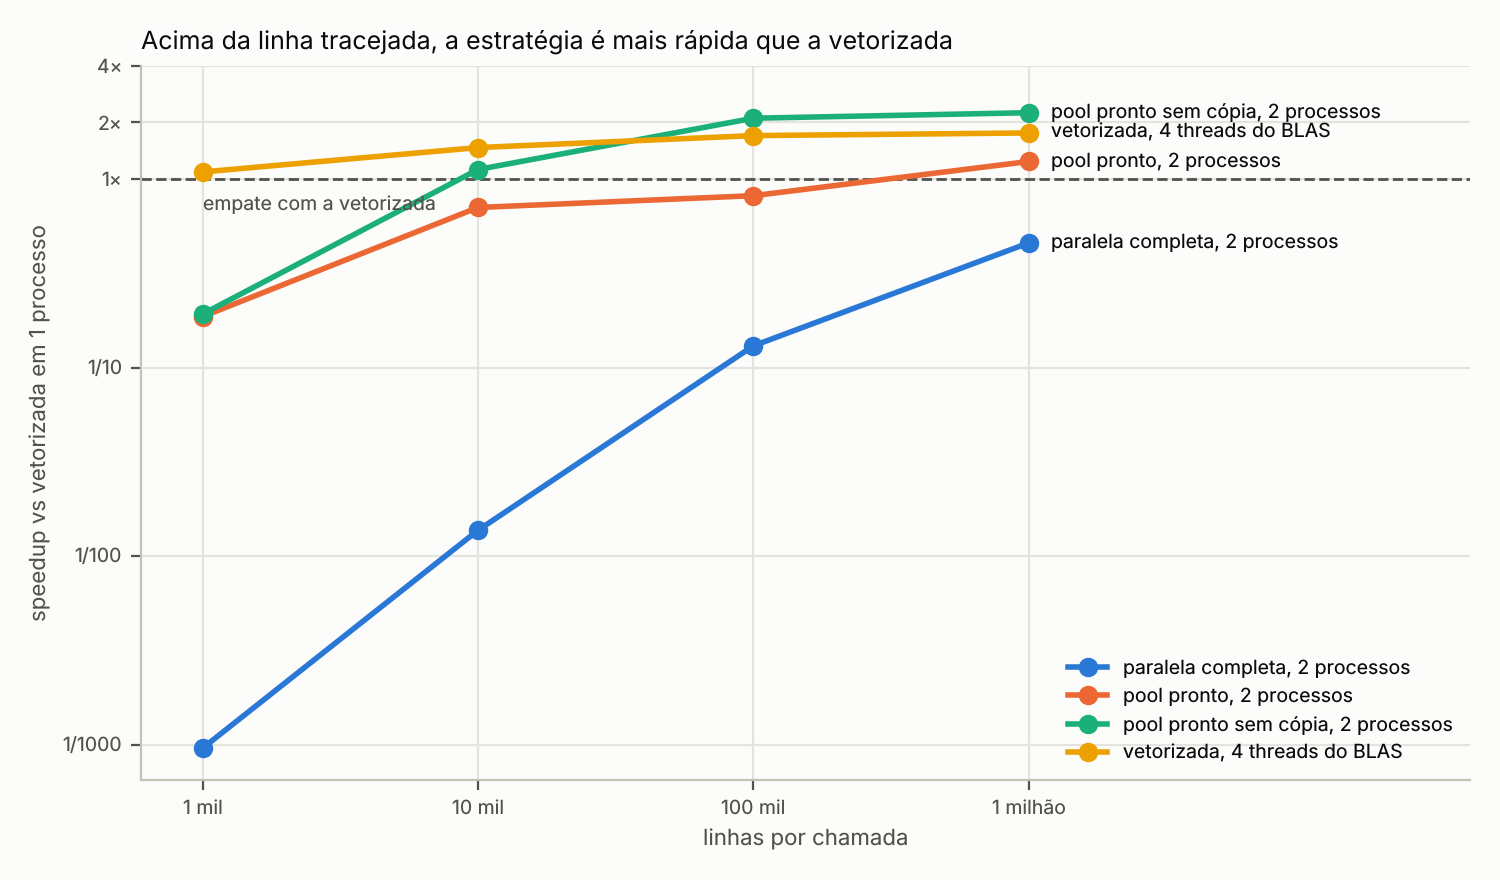 Acima da linha tracejada, a estratégia é mais rápida que a vetorizada
4×
2×
1×
1/10
1/100
1/1000
speedup vs vetorizada em 1 processo
pool pronto sem cópia, 2 processos
vetorizada, 4 threads do BLAS
pool pronto, 2 processos
empate com a vetorizada
paralela completa, 2 processos
paralela completa, 2 processos
pool pronto, 2 processos
pool pronto sem cópia, 2 processos
vetorizada, 4 threads do BLAS
1 mil
10 mil
100 mil
1 milhão
linhas por chamada